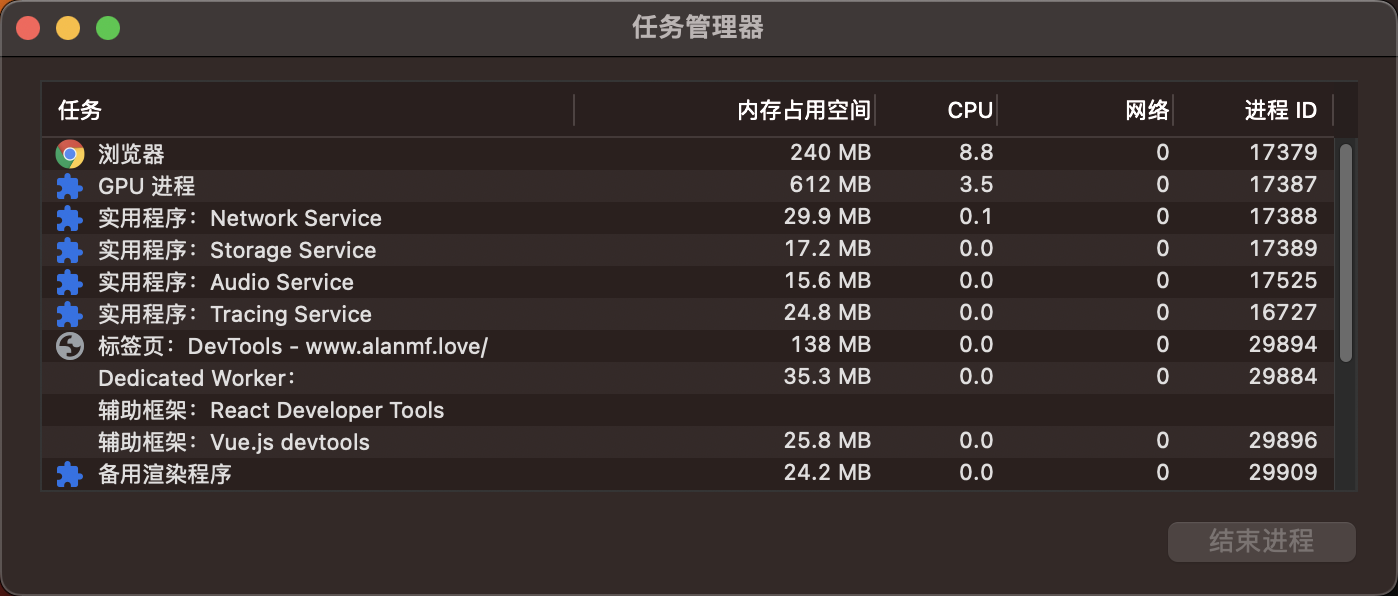 任务管理器
任务 内存占用空间 CPU 网络 进程 ID
浏览器 240 MB 8.8 0 17379
GPU 进程 612 MB 3.5 0 17387
实用程序：Network Service 29.9 MB 0.1 0 17388
实用程序：Storage Service 17.2 MB 0.0 0 17389
实用程序：Audio Service 15.6 MB 0.0 0 17525
实用程序：Tracing Service 24.8 MB 0.0 0 16727
标签页：DevTools - www.alanmf.love/ 138 MB 0.0 0 29894
Dedicated Worker： 35.3 MB 0.0 0 29884
辅助框架：React Developer Tools
辅助框架：Vue.js devtools 25.8 MB 0.0 0 29896
备用渲染程序 24.2 MB 0.0 0 29909
结束进程